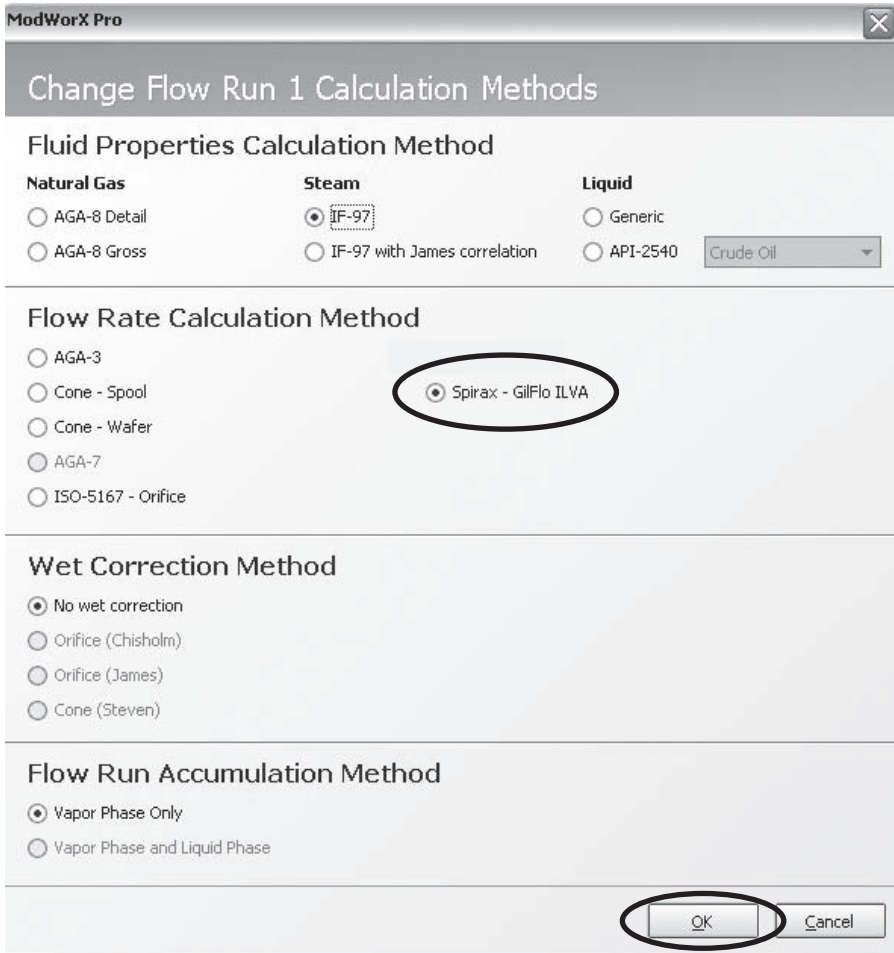 ModWorX Pro
Change Flow Run 1 Calculation Methods
Fluid Properties Calculation Method
Natural Gas Steam Liquid
AGA-8 Detail IF-97 Generic
AGA-8 Gross IF-97 with James correlation API-2540 Crude Oil
Flow Rate Calculation Method
AGA-3
Cone - Spool Spirax - GilFlo ILVA
Cone - Wafer
AGA-7
ISO-5167 - Orifice
Wet Correction Method
No wet correction
Orifice (Chisholm)
Orifice (James)
Cone (Steven)
Flow Run Accumulation Method
Vapor Phase Only
Vapor Phase and Liquid Phase
OK Cancel